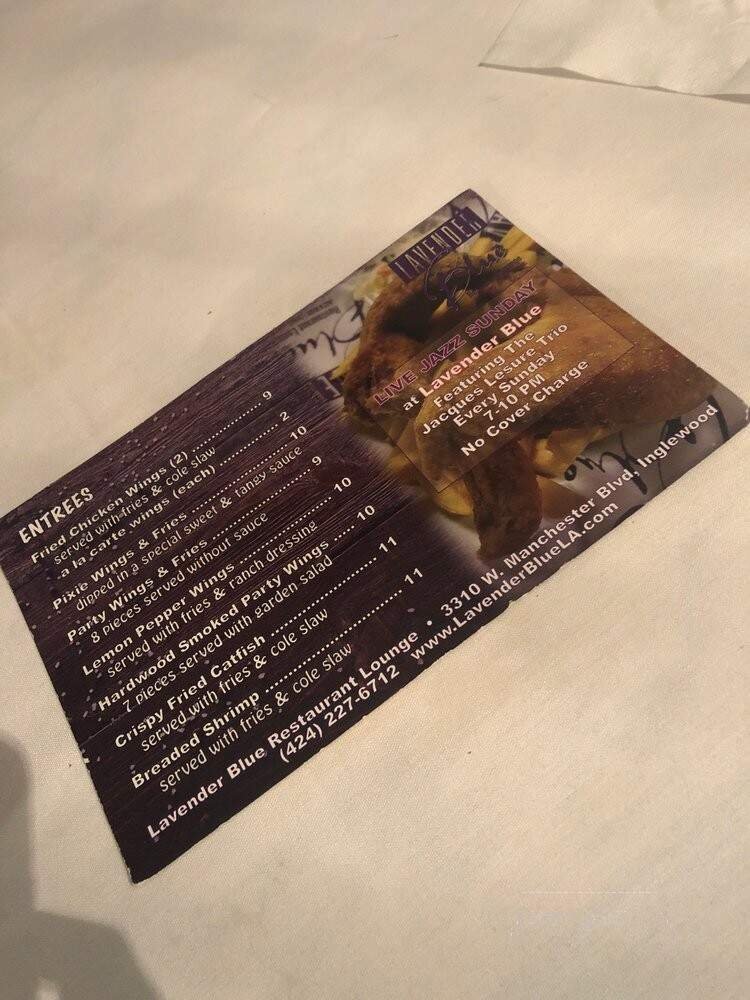 ENTREES
Fried Chicken Wings (2) 9
served with fries & cole slaw
a la carte wings (each) 2
Pixie Wings & Fries 10
dipped in a special sweet & tangy sauce
Party Wings & Fries 9
8 pieces served without sauce
Lemon Pepper Wings 10
served with fries & ranch dressing
Hardwood Smoked Party Wings 10
7 pieces served with garden salad
Crispy Fried Catfish 11
served with fries & cole slaw
Breaded Shrimp 11
served with fries & cole slaw
LAVENDER
Blue
LIVE JAZZ SUNDAY
at Lavender Blue
Featuring The
Jacques Lesure Trio
Every Sunday
7-10 PM
No Cover Charge
Lavender Blue Restaurant Lounge • 3310 W. Manchester Blvd, Inglewood
(424) 227-6712 www.LavenderBlueLA.com